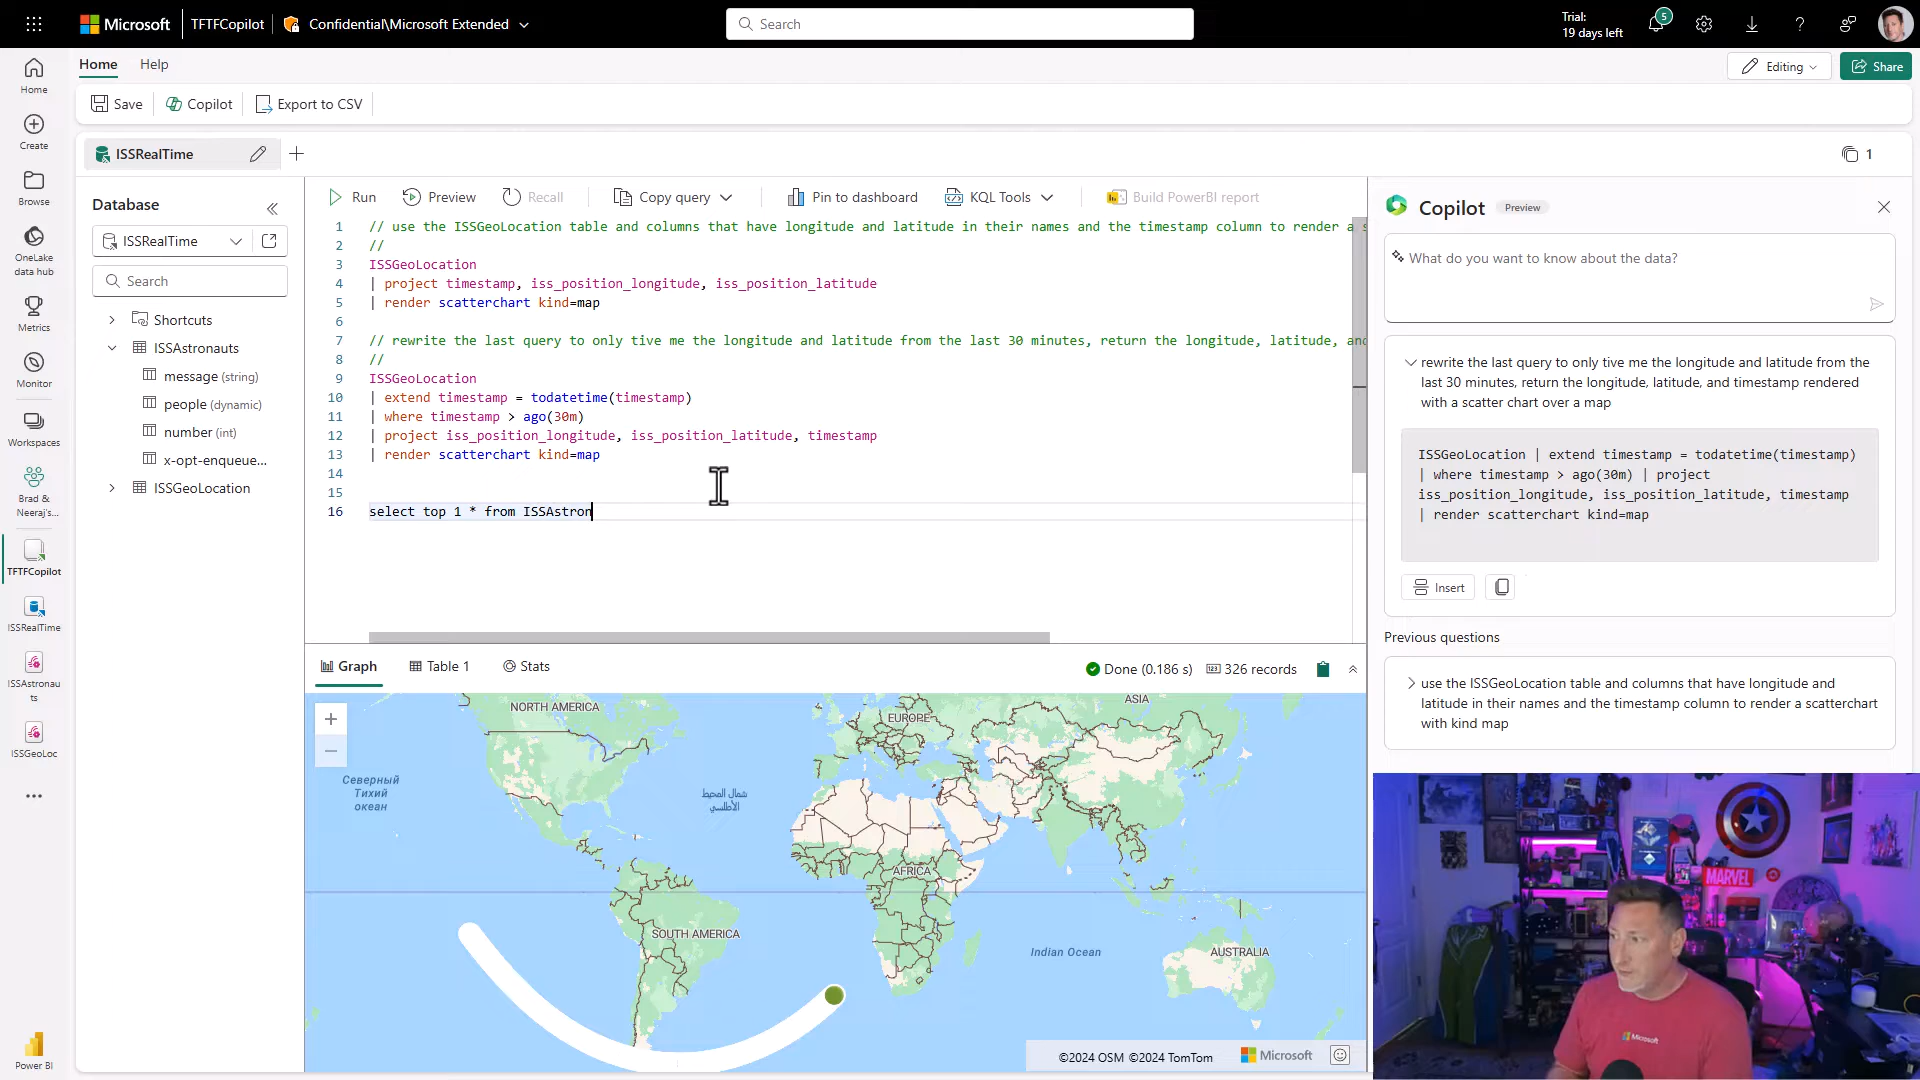 Microsoft
TFTFCopilot
Confidential\Microsoft Extended
Search
Trial:
19 days left
5
Home
Help
Editing
Share
Save
Copilot
Export to CSV
Home
Create
Browse
OneLake
data hub
Metrics
Monitor
Workspaces
Brad &
Neeraj's...
TFTFCopilot
ISSRealTime
ISSAstronau
ts
ISSGeoLoc
Power BI
ISSRealTime
1
Database
ISSRealTime
Search
Shortcuts
ISSAstronauts
message (string)
people (dynamic)
number (int)
x-opt-enqueue...
ISSGeoLocation
Run
Preview
Recall
Copy query
Pin to dashboard
KQL Tools
Build PowerBI report
1 // use the ISSGeoLocation table and columns that have longitude and latitude in their names and the timestamp column to render a s
2 //
3 ISSGeoLocation
4 | project timestamp, iss_position_longitude, iss_position_latitude
5 | render scatterchart kind=map
6
7 // rewrite the last query to only tive me the longitude and latitude from the last 30 minutes, return the longitude, latitude, and
8 //
9 ISSGeoLocation
10 | extend timestamp = todatetime(timestamp)
11 | where timestamp > ago(30m)
12 | project iss_position_longitude, iss_position_latitude, timestamp
13 | render scatterchart kind=map
14
15
16 select top 1 * from ISSAstron
Graph
Table 1
Stats
Done (0.186 s)
326 records
NORTH AMERICA
EUROPE
ASIA
Северный
Тихий
океан
شمال المحيط
الأطلسي
AFRICA
SOUTH AMERICA
Indian Ocean
AUSTRALIA
©2024 OSM ©2024 TomTom
Microsoft
Copilot
Preview
What do you want to know about the data?
rewrite the last query to only tive me the longitude and latitude from the
last 30 minutes, return the longitude, latitude, and timestamp rendered
with a scatter chart over a map
ISSGeoLocation | extend timestamp = todatetime(timestamp)
| where timestamp > ago(30m) | project
iss_position_longitude, iss_position_latitude, timestamp
| render scatterchart kind=map
Insert
Previous questions
use the ISSGeoLocation table and columns that have longitude and
latitude in their names and the timestamp column to render a scatterchart
with kind map
MARVEL
Microsoft